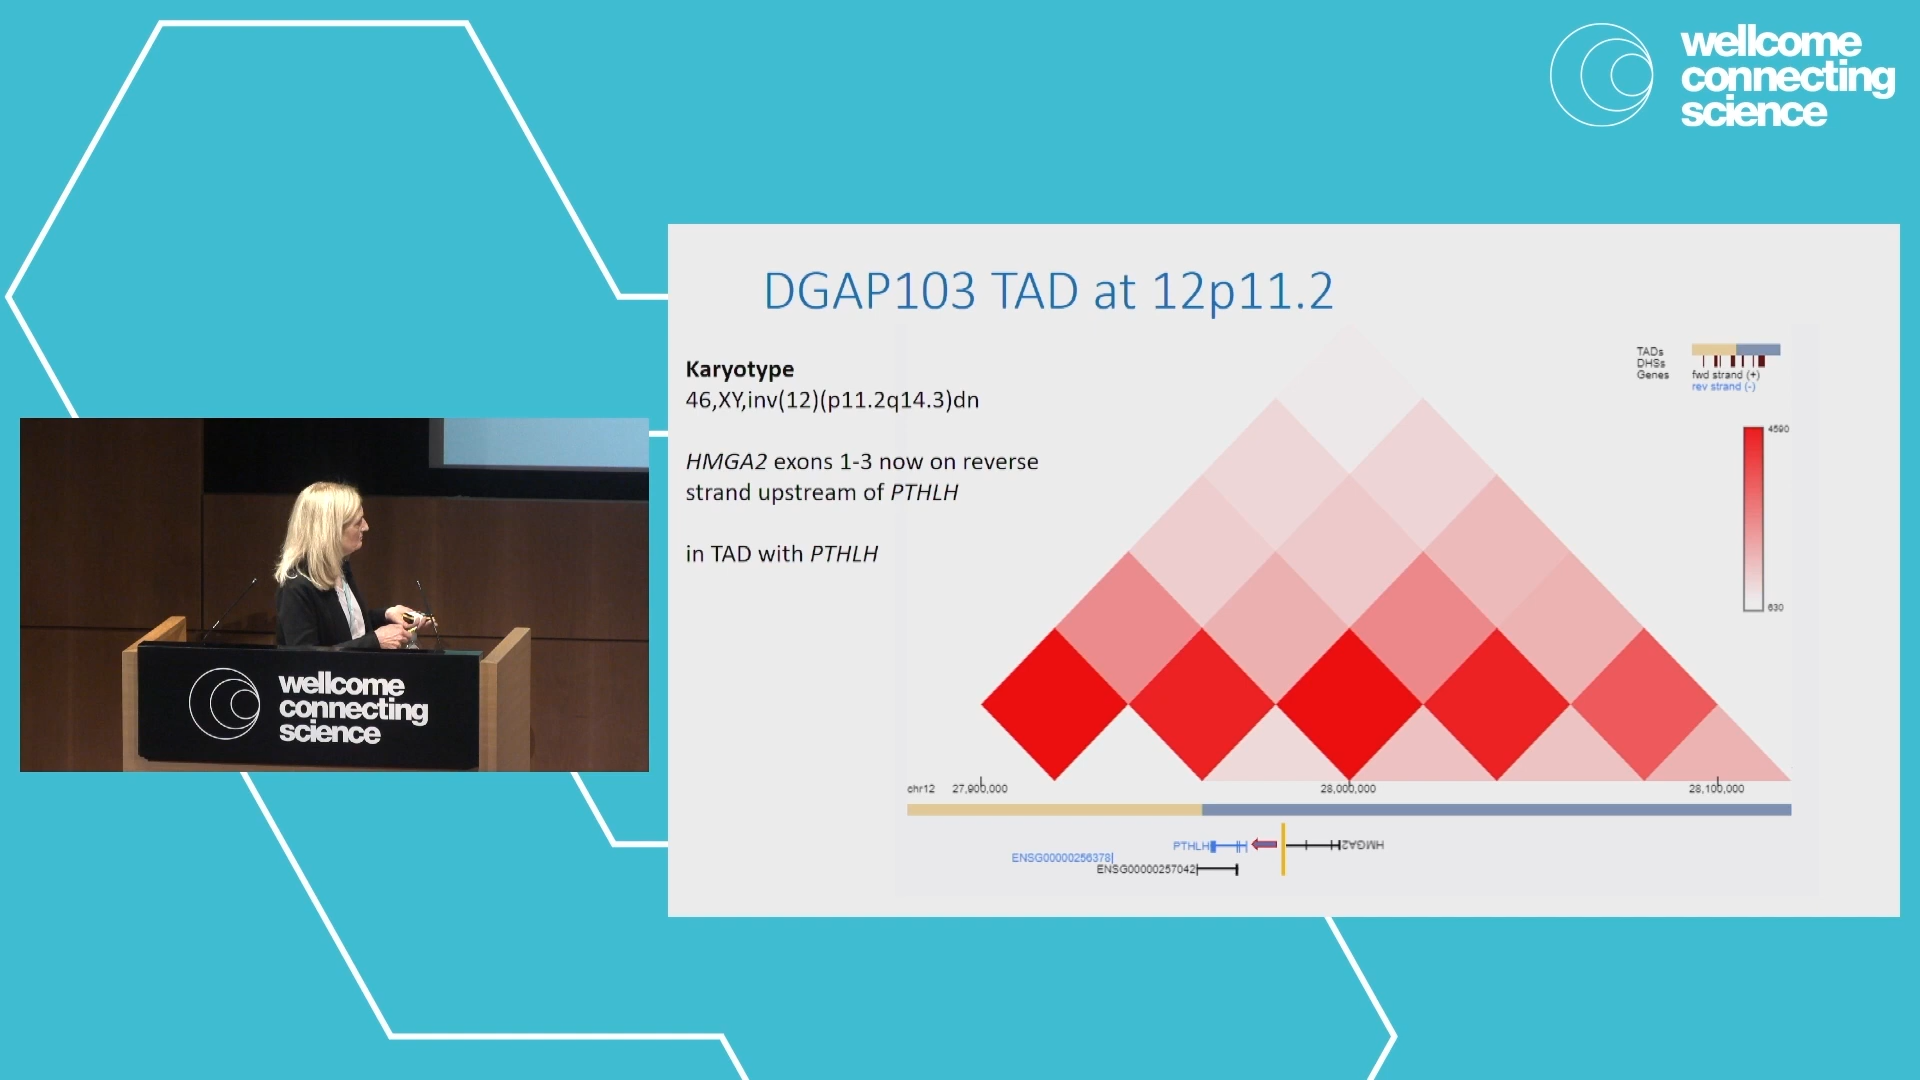 wellcome
connecting
science
DGAP103 TAD at 12p11.2
Karyotype
46,XY,inv(12)(p11.2q14.3)dn
HMGA2 exons 1-3 now on reverse
strand upstream of PTHLH
in TAD with PTHLH
TADs
DHSs
Genes
fwd strand (+)
rev strand (-)
4590
630
chr12 27,900,000 28,000,000 28,100,000
PTHLH HMGA2
ENSG00000256378
ENSG00000257042
wellcome
connecting
science